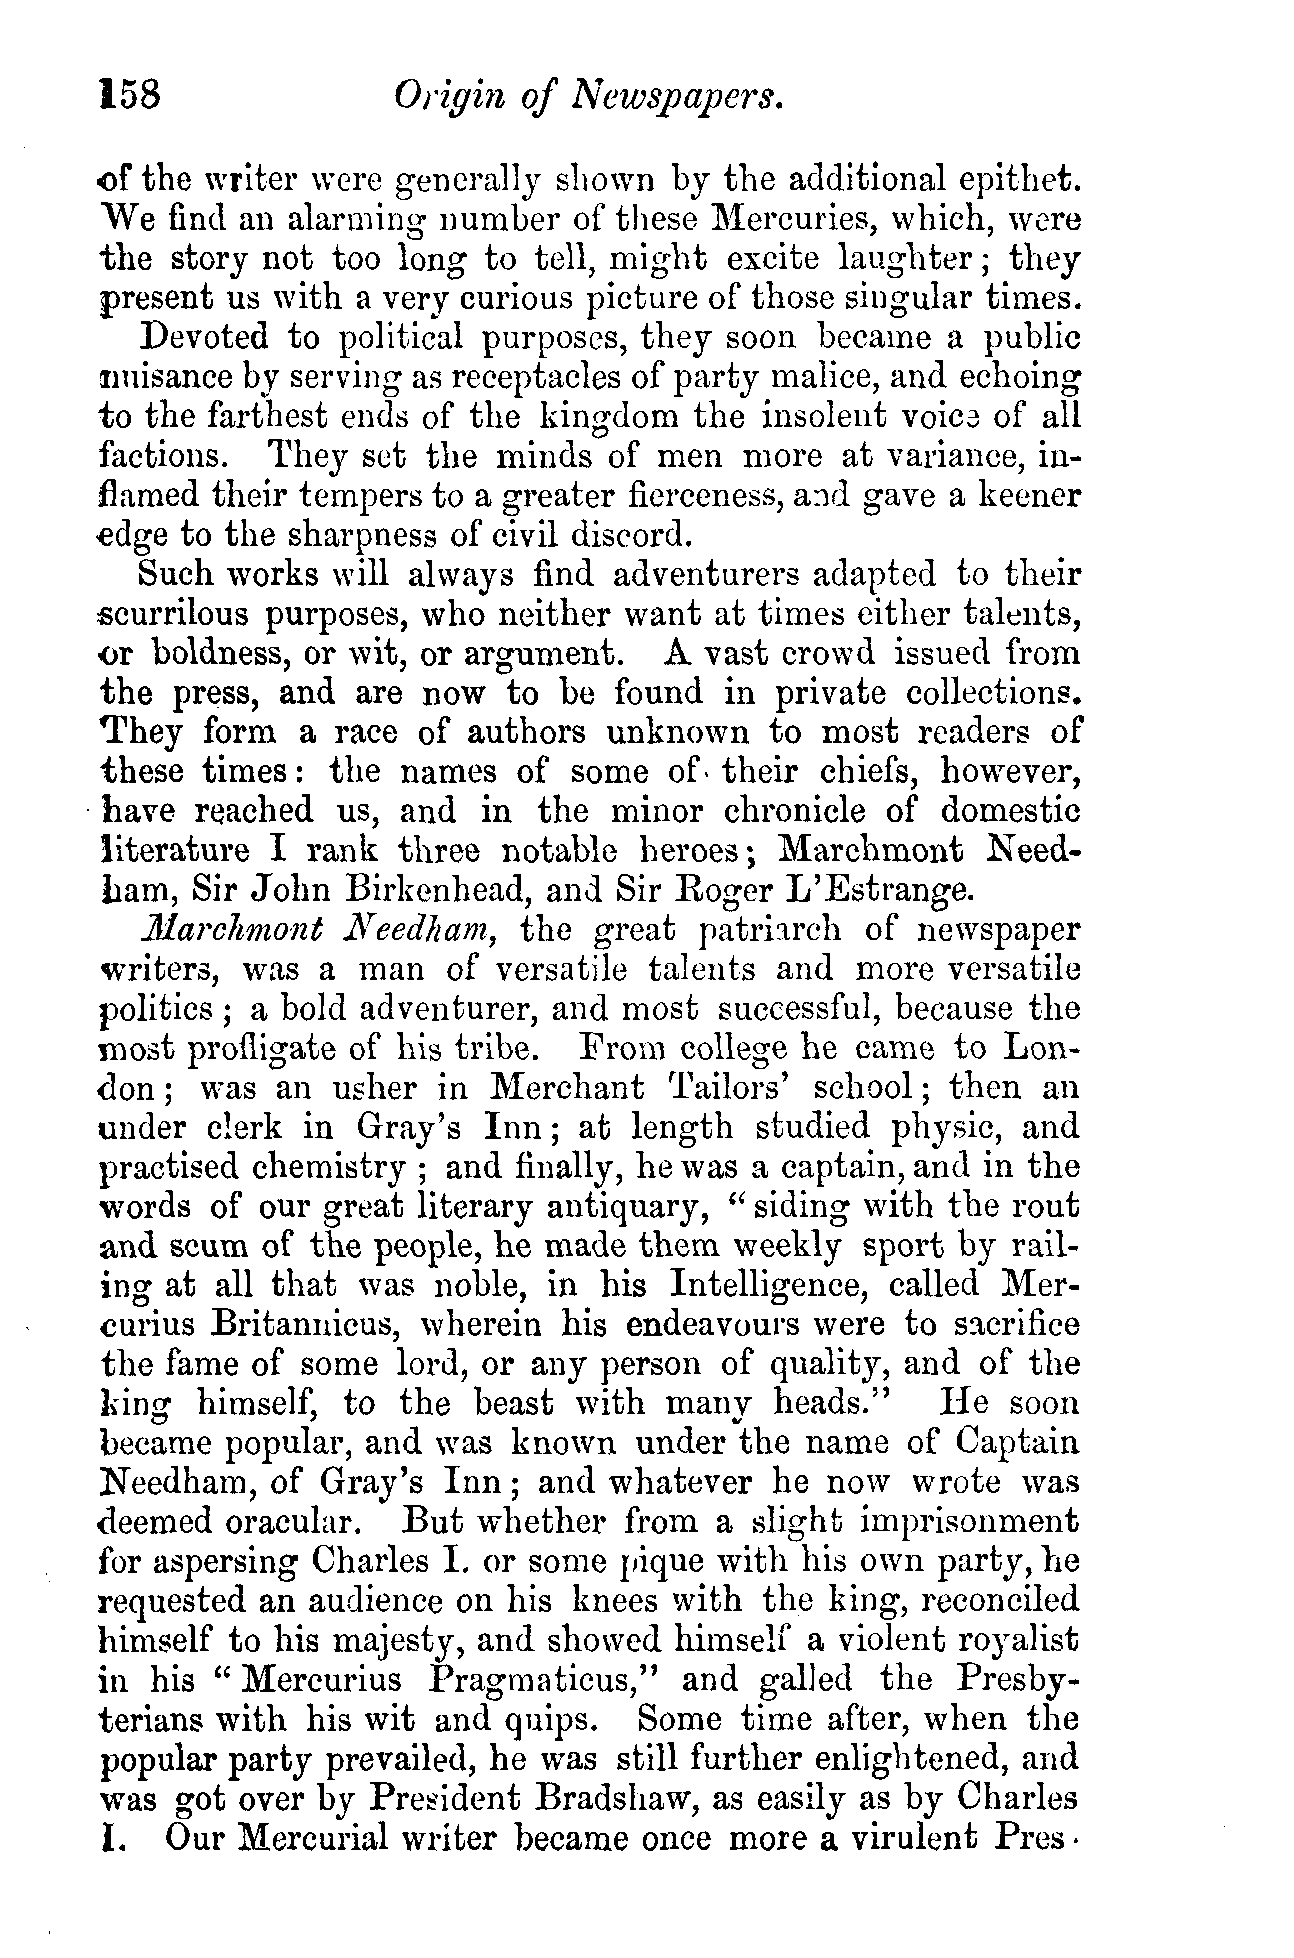 158 Origin of Newspapers.
of the writer were generally shown by the additional epithet.
We find an alarming number of these Mercuries, which, were
the story not too long to tell, might excite laughter; they
present us with a very curious picture of those singular times.
Devoted to political purposes, they soon became a public
nuisance by serving as receptacles of party malice, and echoing
to the farthest ends of the kingdom the insolent voice of all
factions. They set the minds of men more at variance, in-
flamed their tempers to a greater fierceness, and gave a keener
edge to the sharpness of civil discord.
Such works will always find adventurers adapted to their
scurrilous purposes, who neither want at times either talents,
or boldness, or wit, or argument. A vast crowd issued from
the press, and are now to be found in private collections.
They form a race of authors unknown to most readers of
these times: the names of some of their chiefs, however,
have reached us, and in the minor chronicle of domestic
literature I rank three notable heroes; Marchmont Need-
ham, Sir John Birkenhead, and Sir Roger L'Estrange.
Marchmont Needham, the great patriarch of newspaper
writers, was a man of versatile talents and more versatile
politics; a bold adventurer, and most successful, because the
most profligate of his tribe. From college he came to Lon-
don; was an usher in Merchant Tailors' school; then an
under clerk in Gray's Inn; at length studied physic, and
practised chemistry; and finally, he was a captain, and in the
words of our great literary antiquary, "siding with the rout
and scum of the people, he made them weekly sport by rail-
ing at all that was noble, in his Intelligence, called Mer-
curius Britannicus, wherein his endeavours were to sacrifice
the fame of some lord, or any person of quality, and of the
king himself, to the beast with many heads." He soon
became popular, and was known under the name of Captain
Needham, of Gray's Inn; and whatever he now wrote was
deemed oracular. But whether from a slight imprisonment
for aspersing Charles I. or some pique with his own party, he
requested an audience on his knees with the king, reconciled
himself to his majesty, and showed himself a violent royalist
in his "Mercurius Pragmaticus," and galled the Presby-
terians with his wit and quips. Some time after, when the
popular party prevailed, he was still further enlightened, and
was got over by President Bradshaw, as easily as by Charles
I. Our Mercurial writer became once more a virulent Pres-